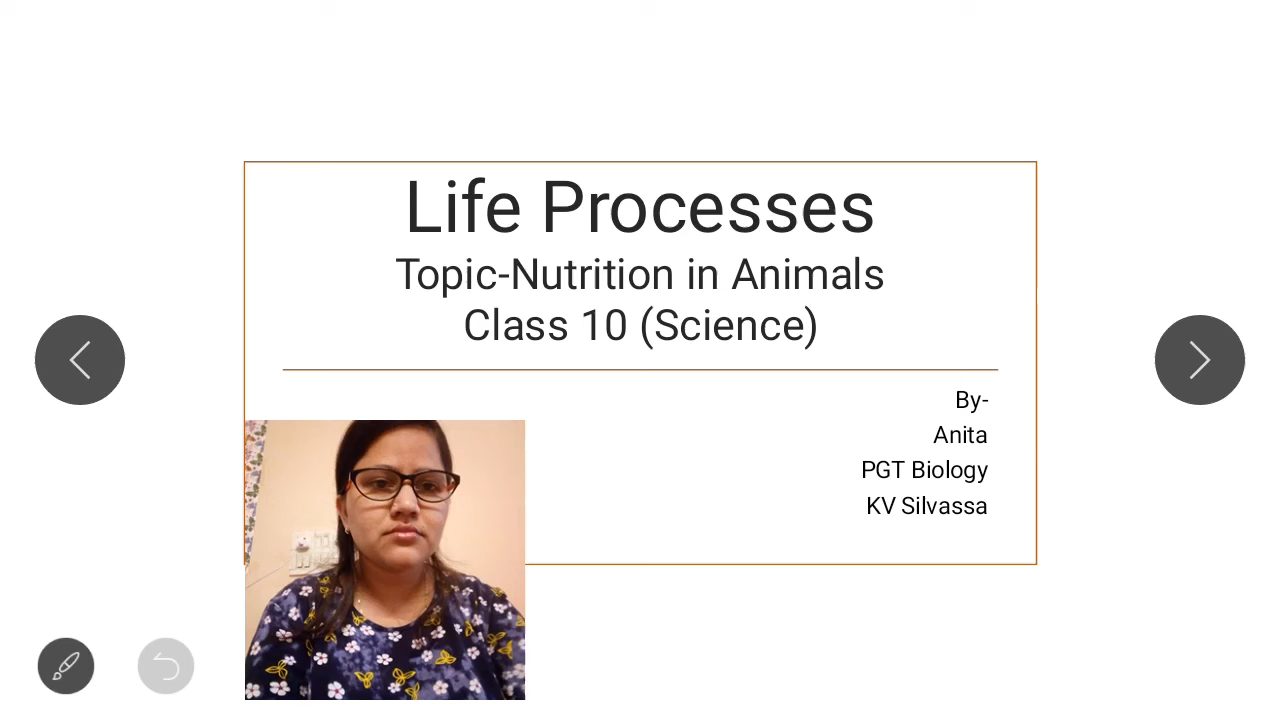 Life Processes
Topic-Nutrition in Animals
Class 10 (Science)
By-
Anita
PGT Biology
KV Silvassa